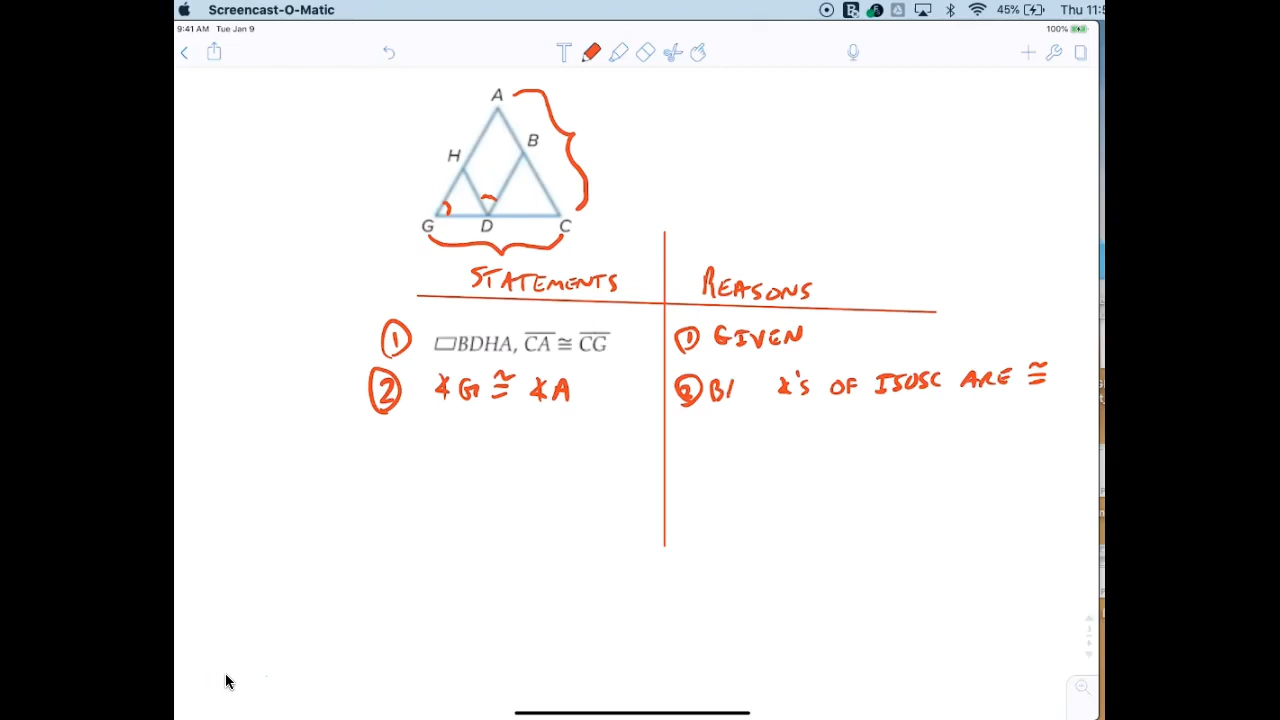 Screencast-O-Matic
45%
Thu 11:5
9:41 AM Tue Jan 9
100%
A
B
H
G
D
C
STATEMENTS
REASONS
① ▱BDHA, CA ≅ CG
① GIVEN
② ∡G ≅ ∡A
② B/ ∡'s OF ISOSC ARE ≅